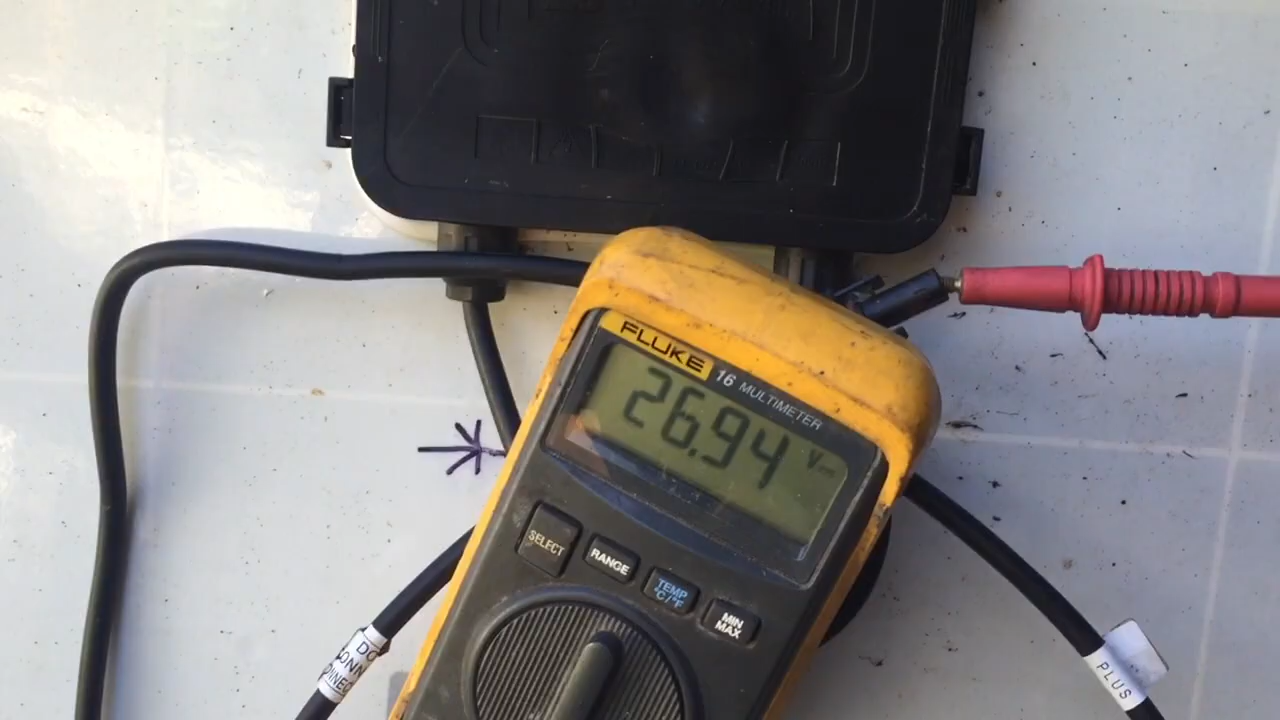 FLUKE
16 MULTIMETER
26.94 V
SELECT
RANGE
TEMP
°C/°F
MIN
MAX
PLUS